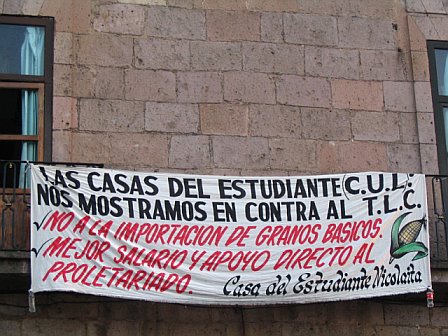 LAS CASAS DEL ESTUDIANTE (C.U.L.)
NOS MOSTRAMOS EN CONTRA AL T.L.C.
✓NO A LA IMPORTACION DE GRANOS BASICOS.
✓MEJOR SALARIO Y APOYO DIRECTO AL
PROLETARIADO.
Casa del Estudiante Nicolaita